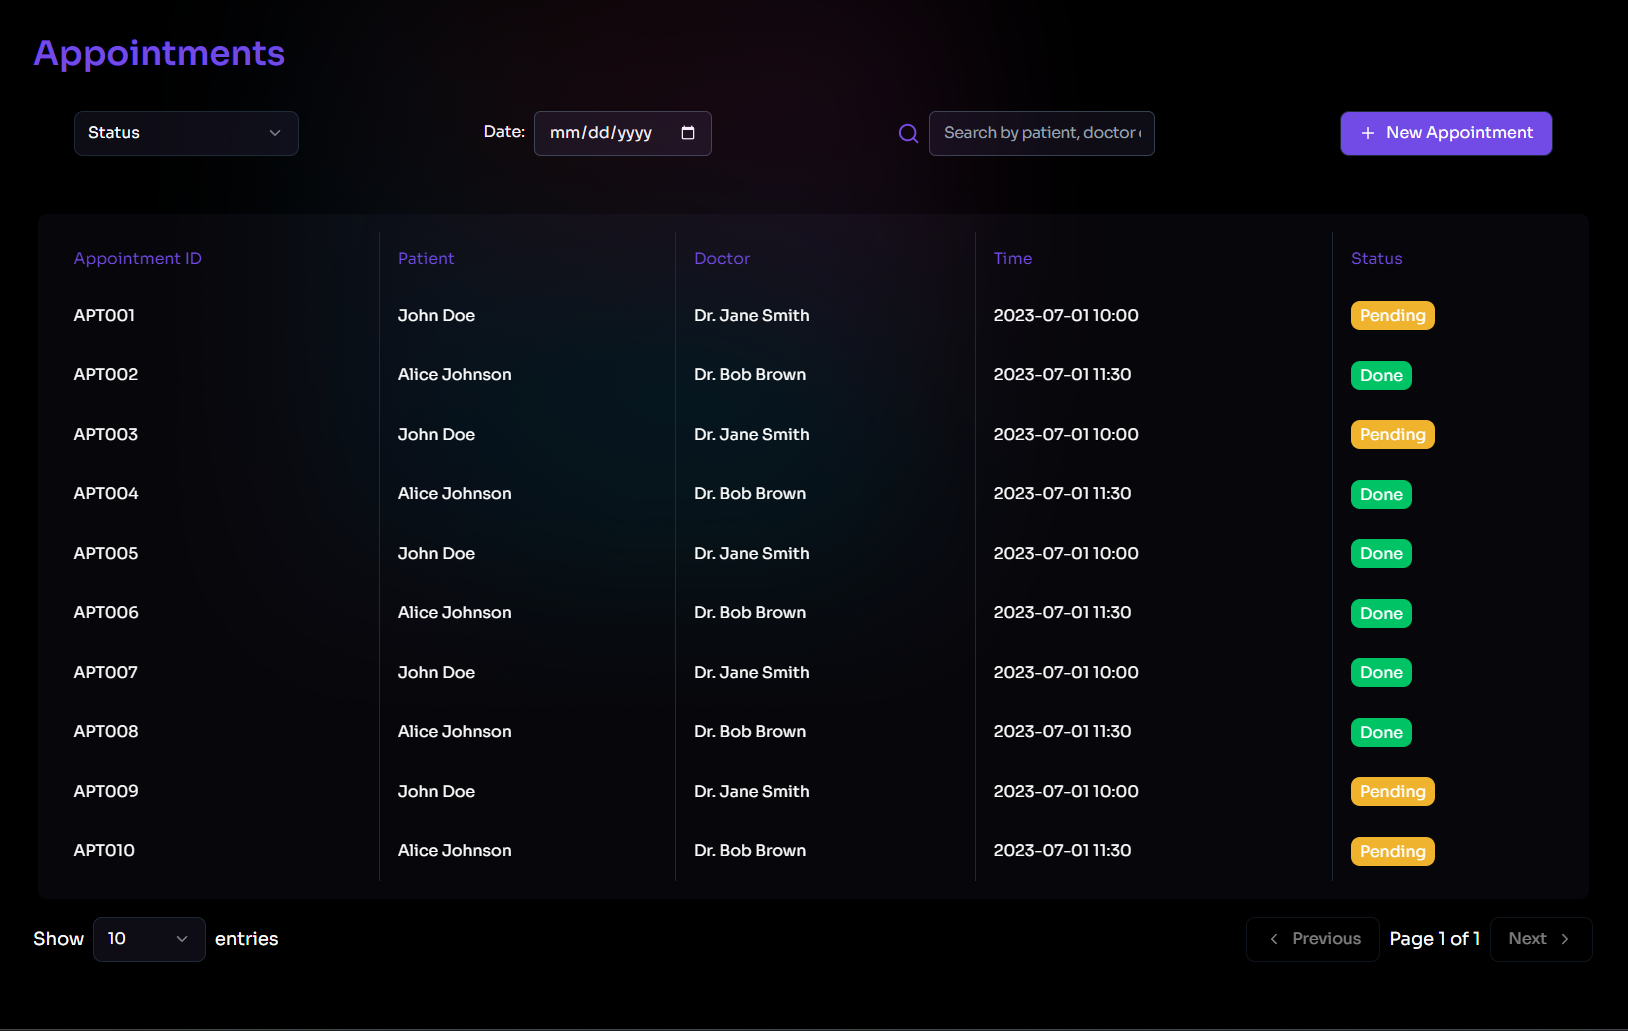 Appointments
Status Date: mm/dd/yyyy Search by patient, doctor New Appointment
Appointment ID Patient Doctor Time Status
APT001 John Doe Dr. Jane Smith 2023-07-01 10:00 Pending
APT002 Alice Johnson Dr. Bob Brown 2023-07-01 11:30 Done
APT003 John Doe Dr. Jane Smith 2023-07-01 10:00 Pending
APT004 Alice Johnson Dr. Bob Brown 2023-07-01 11:30 Done
APT005 John Doe Dr. Jane Smith 2023-07-01 10:00 Done
APT006 Alice Johnson Dr. Bob Brown 2023-07-01 11:30 Done
APT007 John Doe Dr. Jane Smith 2023-07-01 10:00 Done
APT008 Alice Johnson Dr. Bob Brown 2023-07-01 11:30 Done
APT009 John Doe Dr. Jane Smith 2023-07-01 10:00 Pending
APT010 Alice Johnson Dr. Bob Brown 2023-07-01 11:30 Pending
Show 10 entries Previous Page 1 of 1 Next